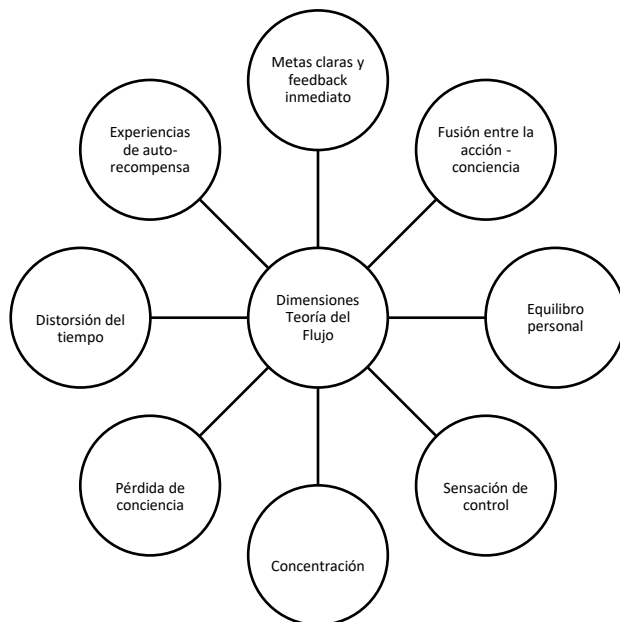 Metas claras y
feedback
inmediato
Fusión entre la
acción -
conciencia
Equilibro
personal
Sensación de
control
Concentración
Pérdida de
conciencia
Distorsión del
tiempo
Experiencias
de auto-
recompensa
Dimensiones
Teoría del
Flujo